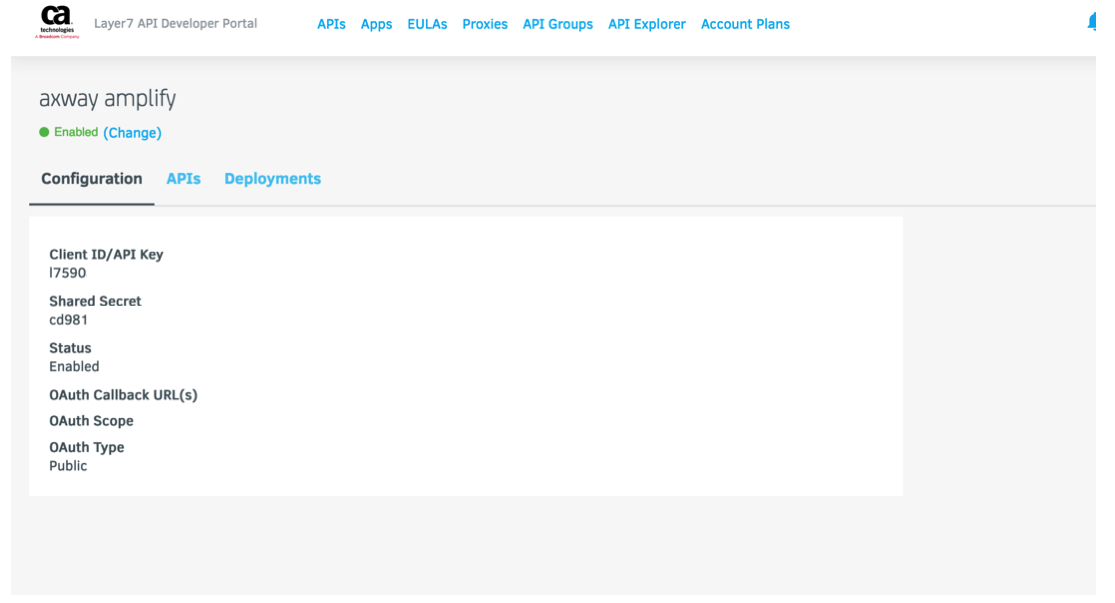 ca
technologies
A Broadcom Company
Layer7 API Developer Portal
APIs Apps EULAs Proxies API Groups API Explorer Account Plans
axway amplify
Enabled (Change)
Configuration APIs Deployments
Client ID/API Key
l7590
Shared Secret
cd981
Status
Enabled
OAuth Callback URL(s)
OAuth Scope
OAuth Type
Public